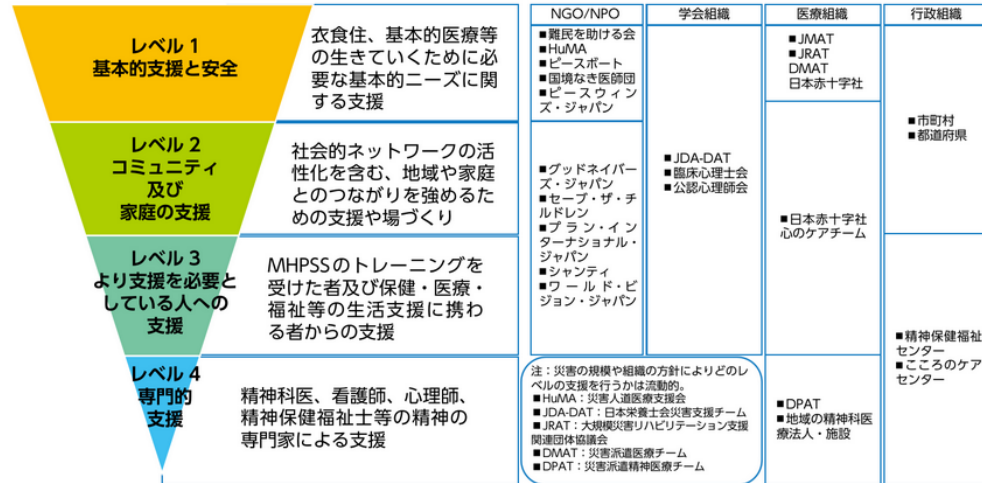 レベル 1
基本的支援と安全
衣食住、基本的医療等
の生きていくために必
要な基本的ニーズに関
する支援
レベル 2
コミュニティ
及び
家庭の支援
社会的ネットワークの活
性化を含む、地域や家庭
とのつながりを強めるた
めの支援や場づくり
レベル 3
より支援を必要と
している人への
支援
MHPSSのトレーニングを
受けた者及び保健・医療・
福祉等の生活支援に携わ
る者からの支援
レベル 4
専門的
支援
精神科医、看護師、心理師、
精神保健福祉士等の精神の
専門家による支援
NGO/NPO
■難民を助ける会
■HuMA
■ピースボート
■国境なき医師団
■ピースウィン
ズ・ジャパン
■グッドネイバー
ズ・ジャパン
■セーブ・ザ・チ
ルドレン
■プラン・イン
ターナショナル・
ジャパン
■シャンティ
■ワールド・ビ
ジョン・ジャパン
学会組織
■JDA-DAT
■臨床心理士会
■公認心理師会
医療組織
■JMAT
■JRAT
DMAT
日本赤十字社
■日本赤十字社
心のケアチーム
■DPAT
■地域の精神科医
療法人・施設
行政組織
■市町村
■都道府県
■精神保健福祉
センター
■こころのケア
センター
注：災害の規模や組織の方針によりどのレ
ベルの支援を行うかは流動的。
■HuMA：災害人道医療支援会
■JDA-DAT：日本栄養士会災害支援チーム
■JRAT：大規模災害リハビリテーション支援
関連団体協議会
■DMAT：災害派遣医療チーム
■DPAT：災害派遣精神医療チーム